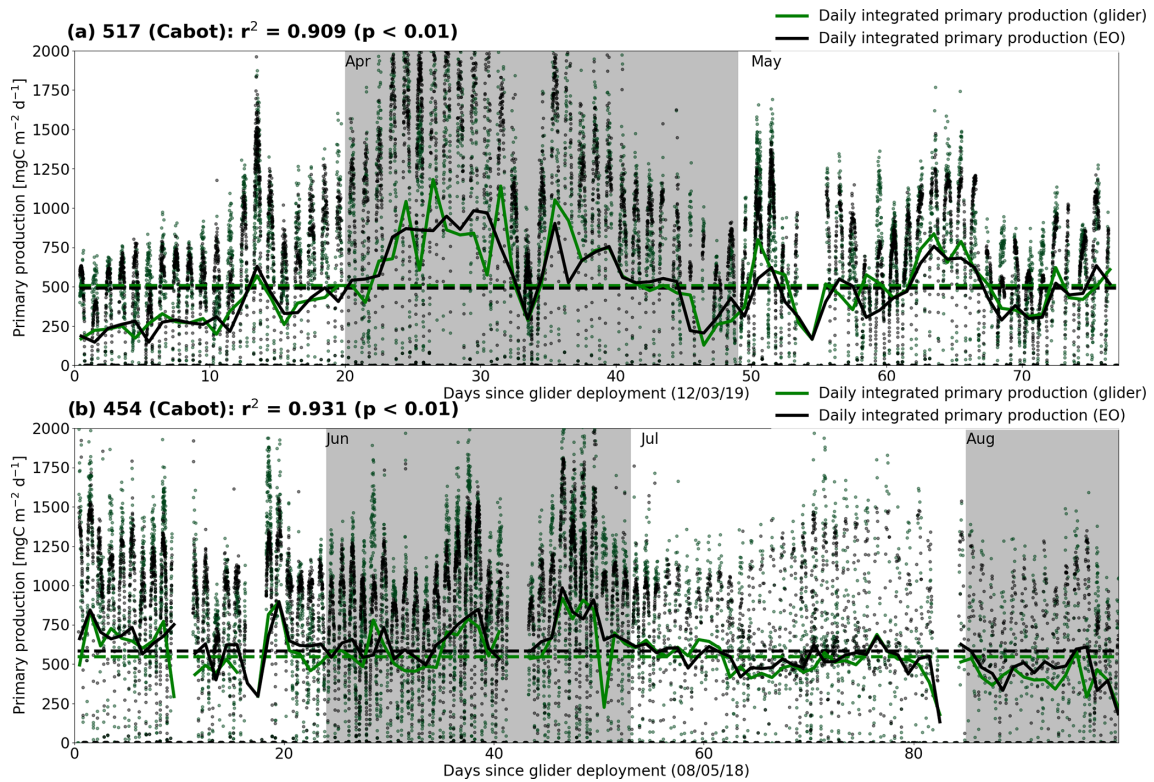 (a) 517 (Cabot): r² = 0.909 (p < 0.01)
Daily integrated primary production (glider)
Daily integrated primary production (EO)
Primary production [mgC m⁻² d⁻¹]
2000
1750
1500
1250
1000
750
500
250
0
Apr
May
0 10 20 30 40 50 60 70
Days since glider deployment (12/03/19)
(b) 454 (Cabot): r² = 0.931 (p < 0.01)
Daily integrated primary production (glider)
Daily integrated primary production (EO)
Primary production [mgC m⁻² d⁻¹]
2000
1750
1500
1250
1000
750
500
250
0
Jun
Jul
Aug
0 20 40 60 80
Days since glider deployment (08/05/18)